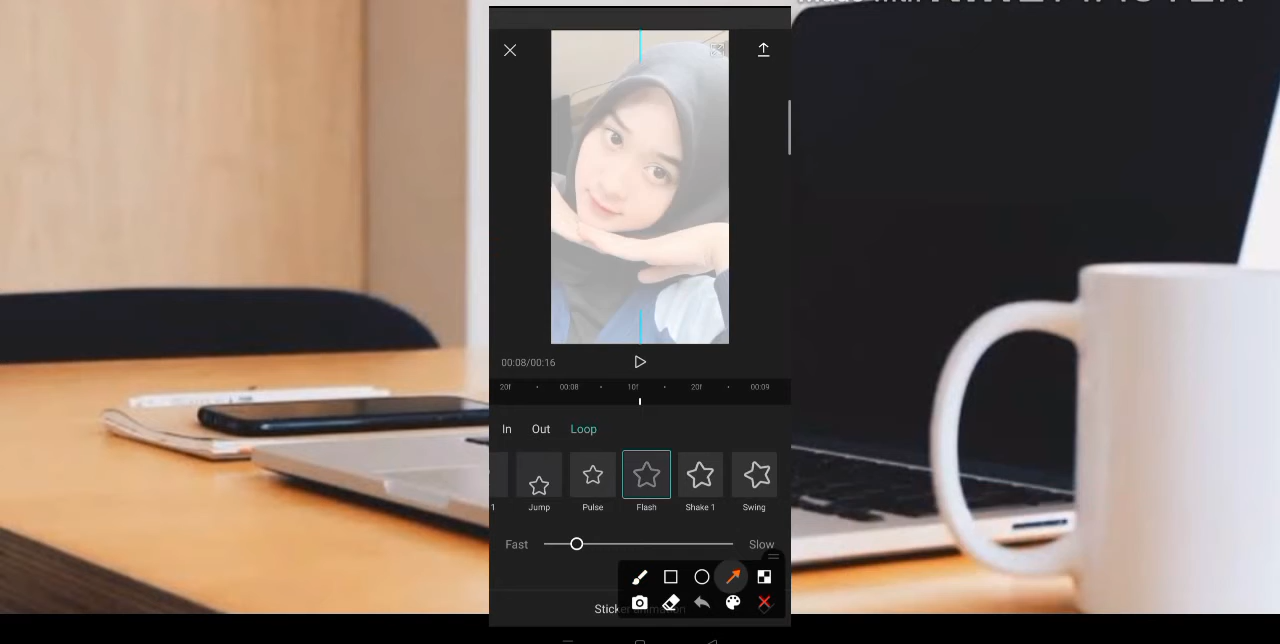 00:08/00:16
20f 00:08 10f 20f 00:09
In Out Loop
1 Jump Pulse Flash Shake 1 Swing
Fast Slow